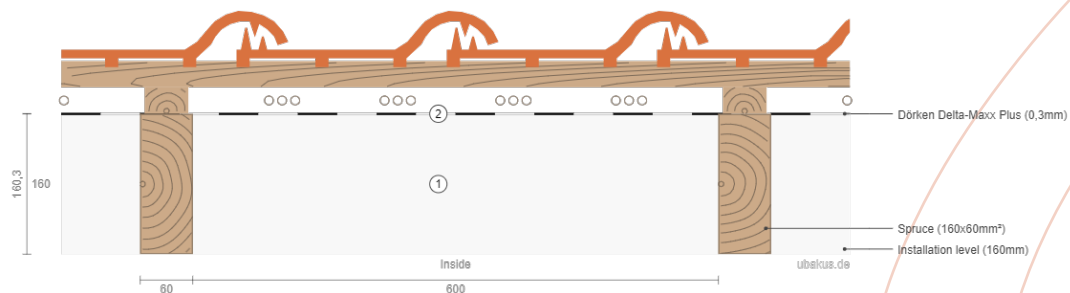 2
Dörken Delta-Maxx Plus (0,3mm)
160,3
160
1
Spruce (160x60mm²)
Installation level (160mm)
Inside
ubakus.de
60
600